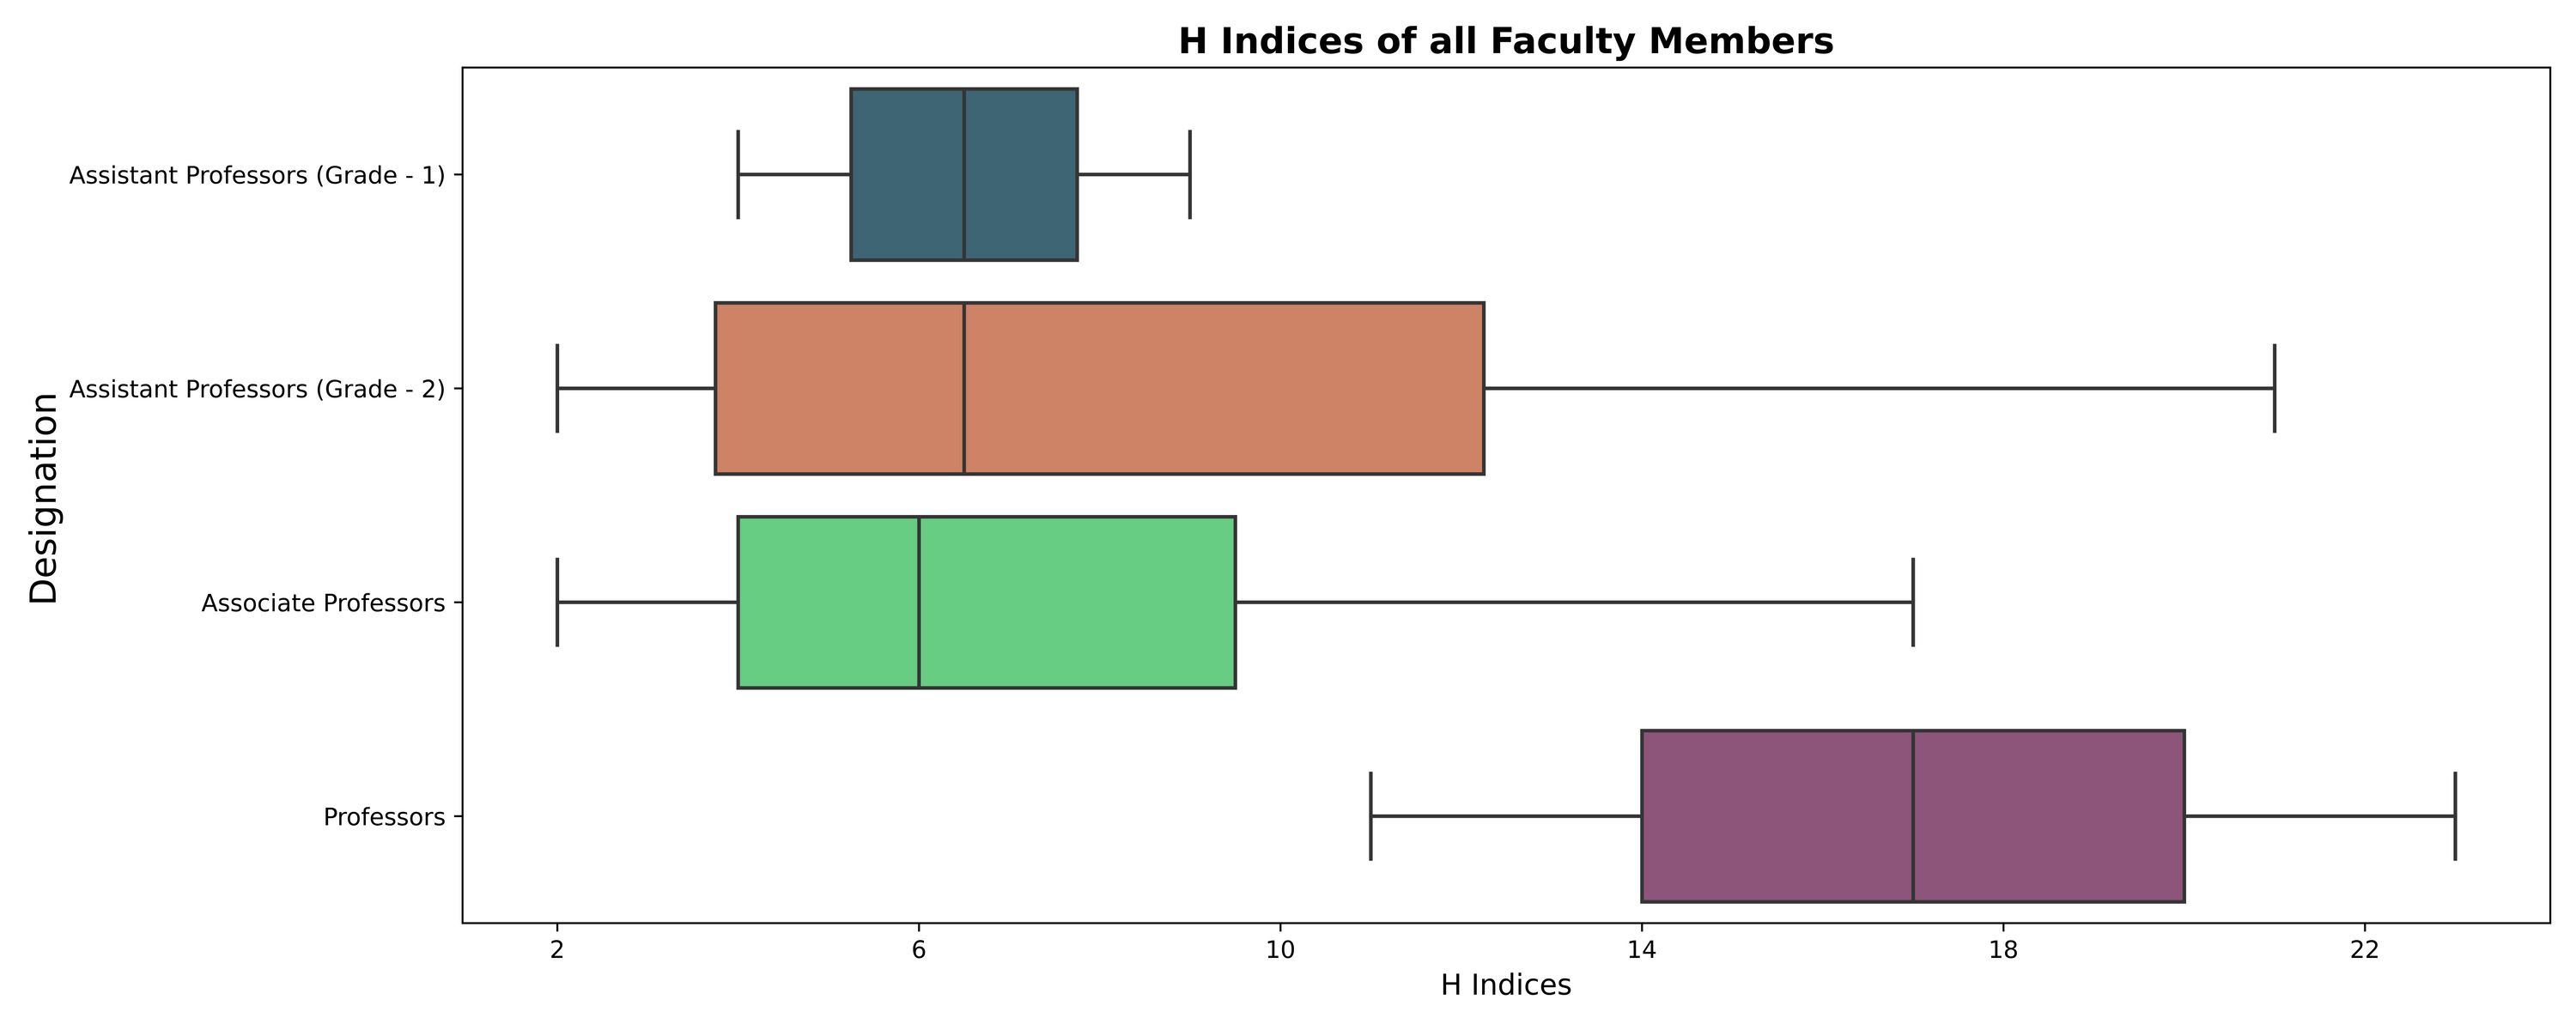 H Indices of all Faculty Members
Designation
Assistant Professors (Grade - 1)
Assistant Professors (Grade - 2)
Associate Professors
Professors
2 6 10 14 18 22
H Indices